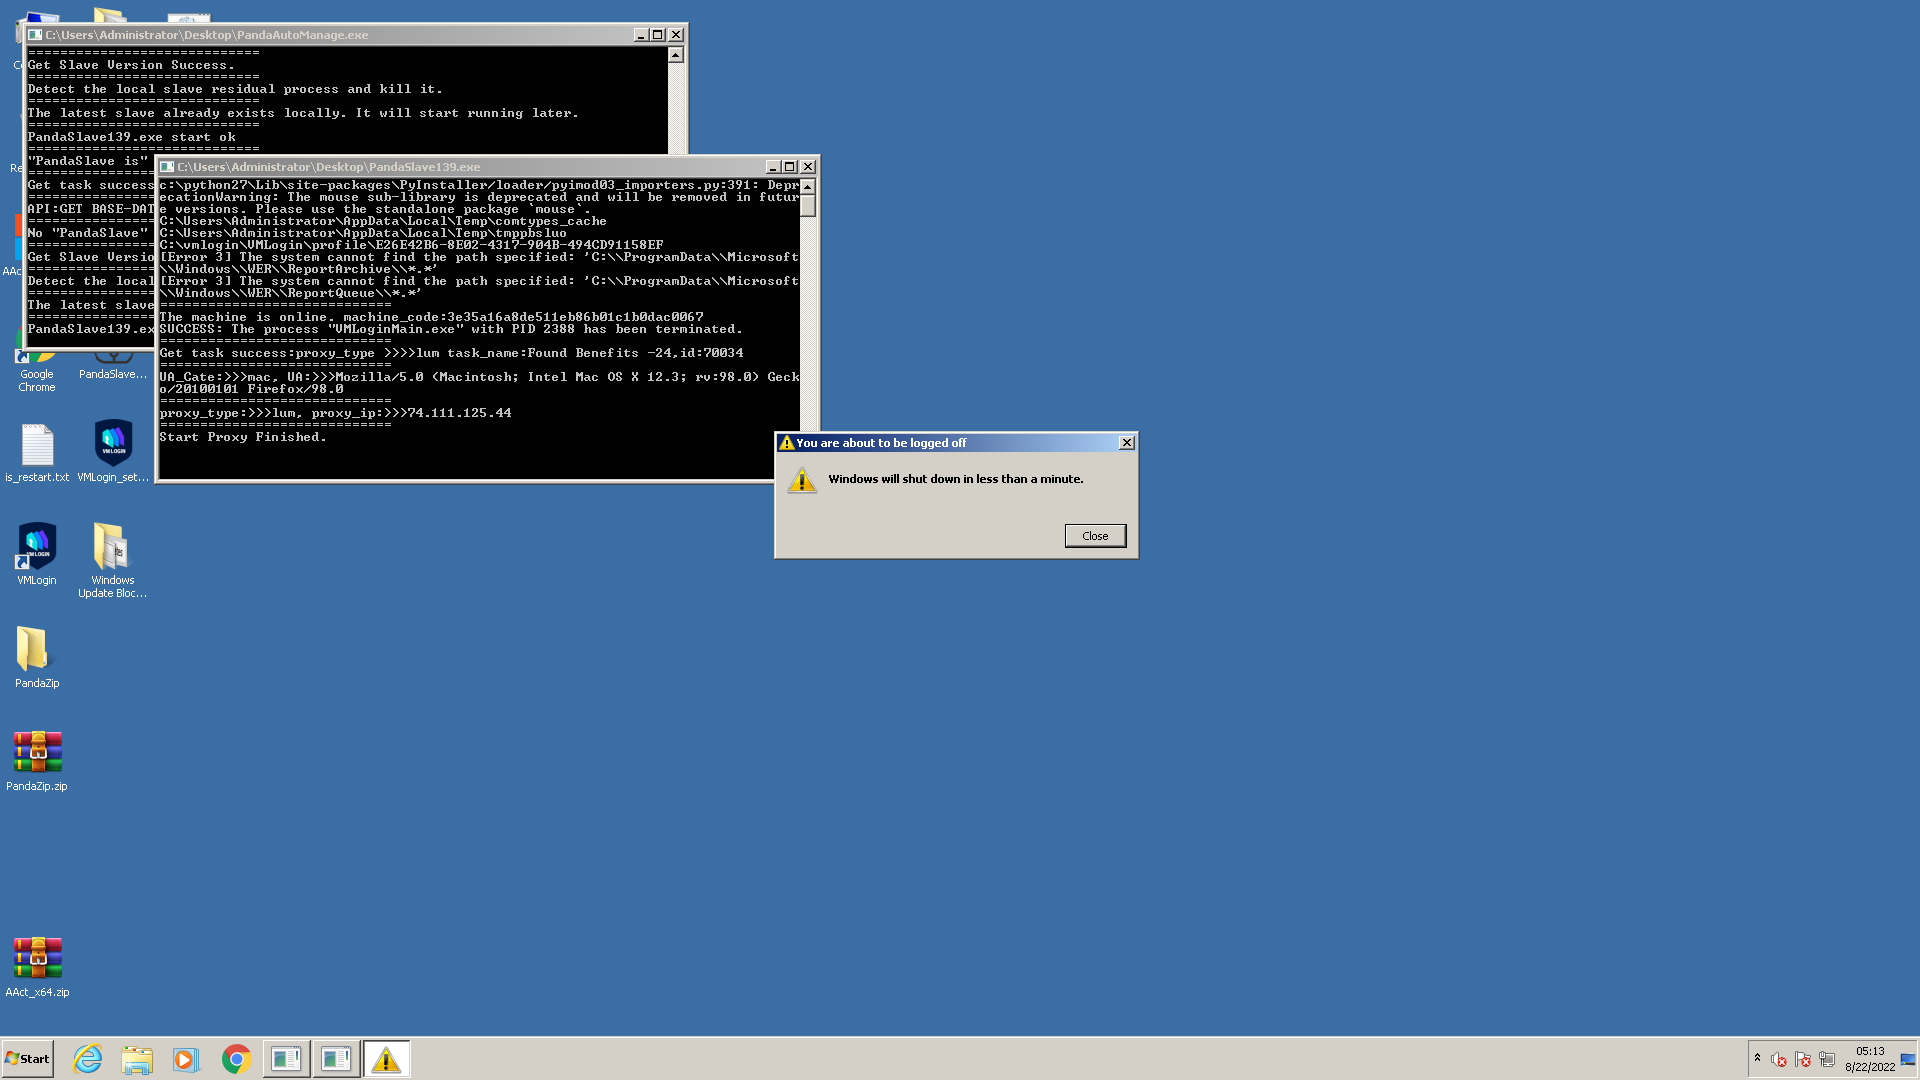 C:\Users\Administrator\Desktop\PandaAutoManage.exe
=============================
Get Slave Version Success.
=============================
Detect the local slave residual process and kill it.
=============================
The latest slave already exists locally. It will start running later.
=============================
PandaSlave139.exe start ok
=============================
"PandaSlave is"
Get task success
API:GET BASE-DAT
No "PandaSlave"
Get Slave Versio
Detect the local
The latest slave
PandaSlave139.ex
C:\Users\Administrator\Desktop\PandaSlave139.exe
c:\python27\Lib\site-packages\PyInstaller/loader/pyimod03_importers.py:391: Depr
ecationWarning: The mouse sub-library is deprecated and will be removed in futur
e versions. Please use the standalone package `mouse`.
C:\Users\Administrator\AppData\Local\Temp\comtypes_cache
C:\Users\Administrator\AppData\Local\Temp\tmppbsluo
C:\vmlogin\VMLogin\profile\E26E42B6-8E02-4317-904B-494CD91158EF
[Error 3] The system cannot find the path specified: 'C:\\ProgramData\\Microsoft
\\Windows\\WER\\ReportArchive\\*.*'
[Error 3] The system cannot find the path specified: 'C:\\ProgramData\\Microsoft
\\Windows\\WER\\ReportQueue\\*.*'
=============================
The machine is online. machine_code:3e35a16a8de511eb86b01c1b0dac0067
SUCCESS: The process "VMLoginMain.exe" with PID 2388 has been terminated.
=============================
Get task success:proxy_type >>>>lum task_name:Found Benefits -24,id:70034
=============================
UA_Cate:>>>mac, UA:>>>Mozilla/5.0 (Macintosh; Intel Mac OS X 12.3; rv:98.0) Geck
o/20100101 Firefox/98.0
=============================
proxy_type:>>>lum, proxy_ip:>>>74.111.125.44
=============================
Start Proxy Finished.
You are about to be logged off
Windows will shut down in less than a minute.
Close
Co
Re
AAc
Google
Chrome
PandaSlave...
is_restart.txt
VM LOGIN
VMLogin_set...
VM LOGIN
VMLogin
Windows
Update Bloc...
PandaZip
PandaZip.zip
AAct_x64.zip
Start
05:13
8/22/2022